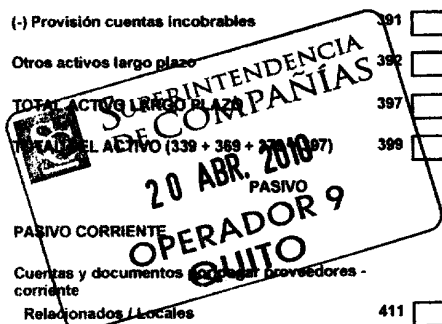 (-) Provisión cuentas incobrables 391
Otros activos largo plazo 392
TOTAL ACTIVO LARGO PLAZO 397
TOTAL DEL ACTIVO (339 + 369 + 397) 399
SUPERINTENDENCIA
DE COMPAÑÍAS
20 ABR. 2010
OPERADOR 9
QUITO
PASIVO
PASIVO CORRIENTE
Cuentas y documentos por pagar proveedores -
corriente
Relacionados / Locales 411